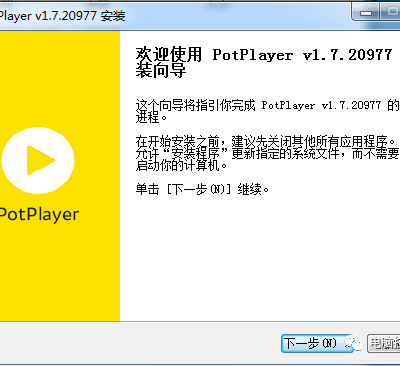 Player v1.7.20977 安装
欢迎使用 PotPlayer v1.7.20977
装向导
这个向导将指引你完成 PotPlayer v1.7.20977 的
进程。
在开始安装之前，建议先关闭其他所有应用程序。
允许“安装程序”更新指定的系统文件，而不需要
启动你的计算机。
单击 [下一步(N)] 继续。
PotPlayer
下一步(N)
电脑